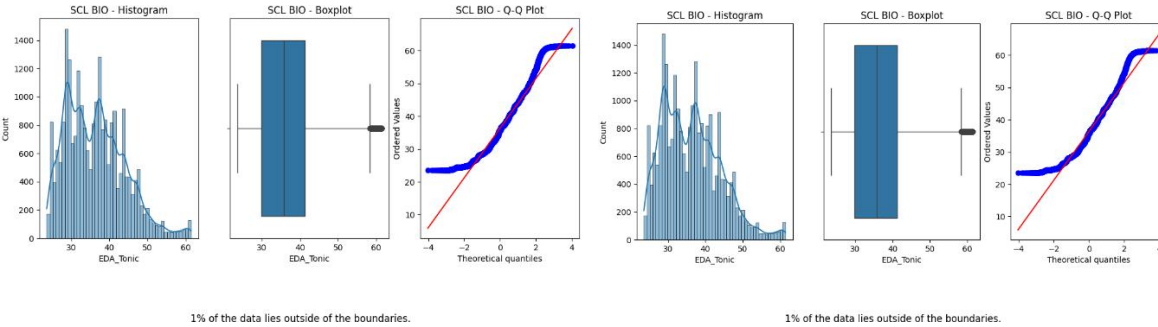 SCL BIO - Histogram
SCL BIO - Boxplot
SCL BIO - Q-Q Plot
1400
1200
1000
800
600
400
200
0
Count
30 40 50 60
EDA_Tonic
30 40 50 60
EDA_Tonic
60
50
40
30
20
10
Ordered Values
−4 −2 0 2 4
Theoretical quantiles
1% of the data lies outside of the boundaries.
SCL BIO - Histogram
SCL BIO - Boxplot
SCL BIO - Q-Q Plot
1400
1200
1000
800
600
400
200
0
Count
30 40 50 60
EDA_Tonic
30 40 50 60
EDA_Tonic
60
50
40
30
20
10
Ordered Values
−4 −2 0 2 4
Theoretical quantiles
1% of the data lies outside of the boundaries.